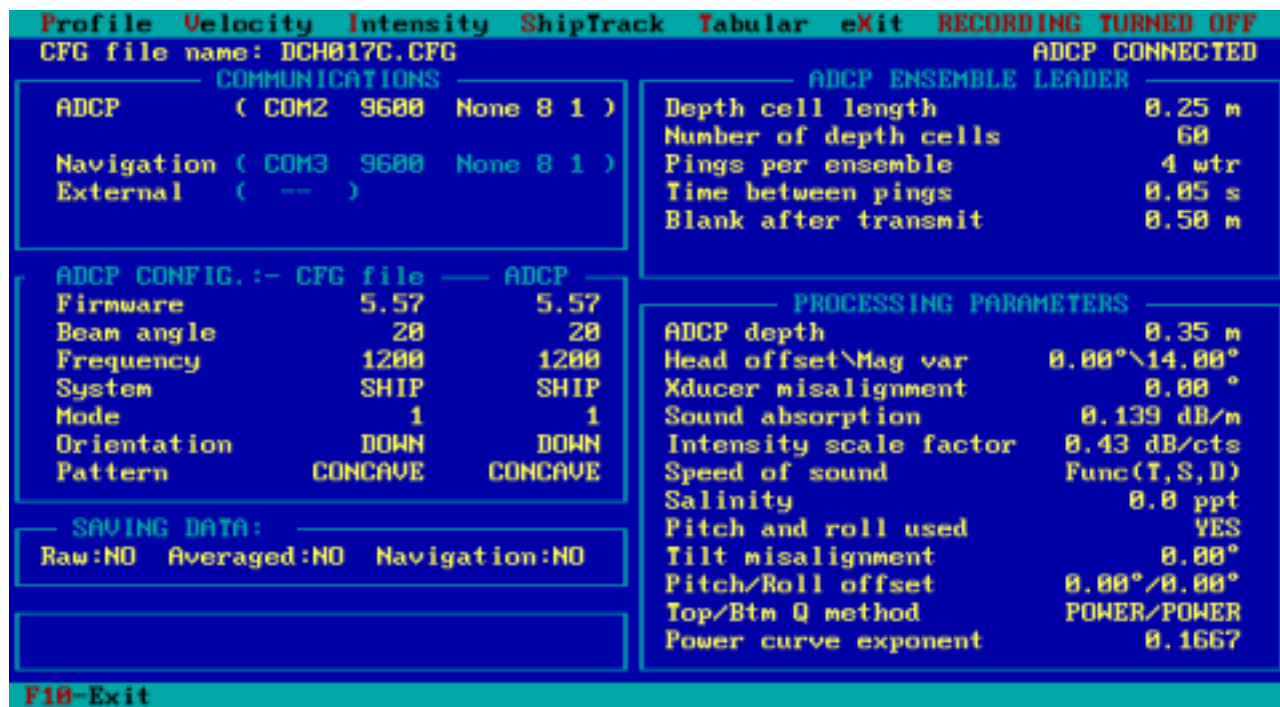 Profile Velocity Intensity ShipTrack Tabular eXit RECORDING TURNED OFF
CFG file name: DCH017C.CFG ADCP CONNECTED
COMMUNICATIONS
ADCP ( COM2 9600 None 8 1 )
Navigation ( COM3 9600 None 8 1 )
External ( -- )
ADCP CONFIG.:- CFG file ADCP
Firmware 5.57 5.57
Beam angle 20 20
Frequency 1200 1200
System SHIP SHIP
Mode 1 1
Orientation DOWN DOWN
Pattern CONCAVE CONCAVE
SAVING DATA:
Raw:NO Averaged:NO Navigation:NO
ADCP ENSEMBLE LEADER
Depth cell length 0.25 m
Number of depth cells 60
Pings per ensemble 4 wtr
Time between pings 0.05 s
Blank after transmit 0.50 m
PROCESSING PARAMETERS
ADCP depth 0.35 m
Head offset\Mag var 0.00°\14.00°
Xducer misalignment 0.00 °
Sound absorption 0.139 dB/m
Intensity scale factor 0.43 dB/cts
Speed of sound Func(T,S,D)
Salinity 0.0 ppt
Pitch and roll used YES
Tilt misalignment 0.00°
Pitch/Roll offset 0.00°/0.00°
Top/Btm Q method POWER/POWER
Power curve exponent 0.1667
F10-Exit